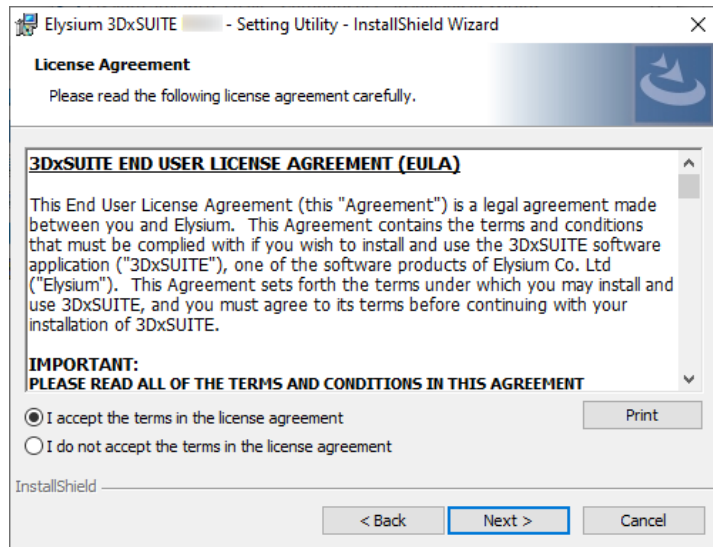 Elysium 3DxSUITE - Setting Utility - InstallShield Wizard
License Agreement
Please read the following license agreement carefully.
3DxSUITE END USER LICENSE AGREEMENT (EULA)
This End User License Agreement (this "Agreement") is a legal agreement made
between you and Elysium. This Agreement contains the terms and conditions
that must be complied with if you wish to install and use the 3DxSUITE software
application ("3DxSUITE"), one of the software products of Elysium Co. Ltd
("Elysium"). This Agreement sets forth the terms under which you may install and
use 3DxSUITE, and you must agree to its terms before continuing with your
installation of 3DxSUITE.
IMPORTANT:
PLEASE READ ALL OF THE TERMS AND CONDITIONS IN THIS AGREEMENT
I accept the terms in the license agreement
Print
I do not accept the terms in the license agreement
InstallShield
< Back Next > Cancel